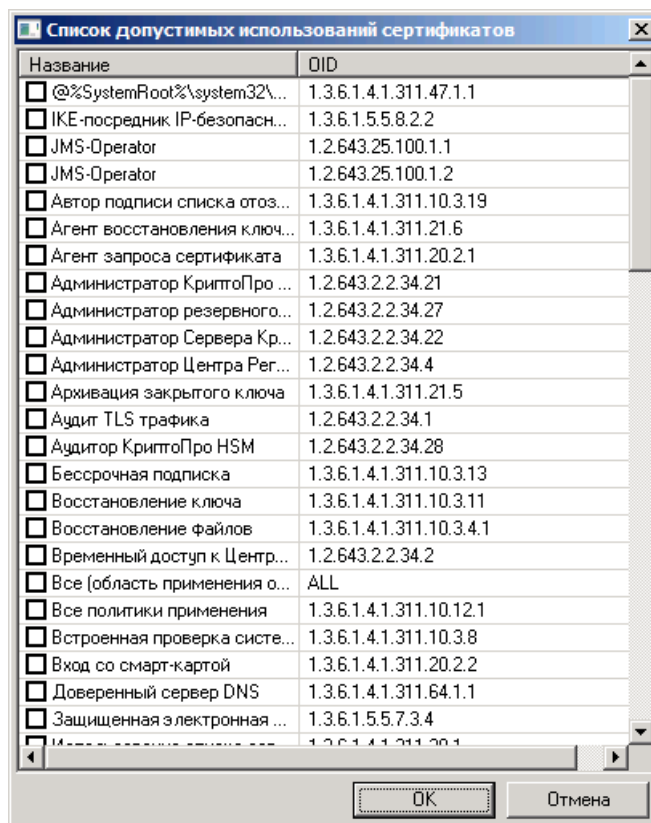 Список допустимых использований сертификатов
Название OID
@%SystemRoot%\system32\... 1.3.6.1.4.1.311.47.1.1
IKE-посредник IP-безопасн... 1.3.6.1.5.5.8.2.2
JMS-Operator 1.2.643.25.100.1.1
JMS-Operator 1.2.643.25.100.1.2
Автор подписи списка отоз... 1.3.6.1.4.1.311.10.3.19
Агент восстановления ключ... 1.3.6.1.4.1.311.21.6
Агент запроса сертификата 1.3.6.1.4.1.311.20.2.1
Администратор КриптоПро ... 1.2.643.2.2.34.21
Администратор резервного... 1.2.643.2.2.34.27
Администратор Сервера Кр... 1.2.643.2.2.34.22
Администратор Центра Рег... 1.2.643.2.2.34.4
Архивация закрытого ключа 1.3.6.1.4.1.311.21.5
Аудит TLS трафика 1.2.643.2.2.34.1
Аудитор КриптоПро HSM 1.2.643.2.2.34.28
Бессрочная подписка 1.3.6.1.4.1.311.10.3.13
Восстановление ключа 1.3.6.1.4.1.311.10.3.11
Восстановление файлов 1.3.6.1.4.1.311.10.3.4.1
Временный доступ к Центр... 1.2.643.2.2.34.2
Все (область применения о... ALL
Все политики применения 1.3.6.1.4.1.311.10.12.1
Встроенная проверка систе... 1.3.6.1.4.1.311.10.3.8
Вход со смарт-картой 1.3.6.1.4.1.311.20.2.2
Доверенный сервер DNS 1.3.6.1.4.1.311.64.1.1
Защищенная электронная ... 1.3.6.1.5.5.7.3.4
OK Отмена